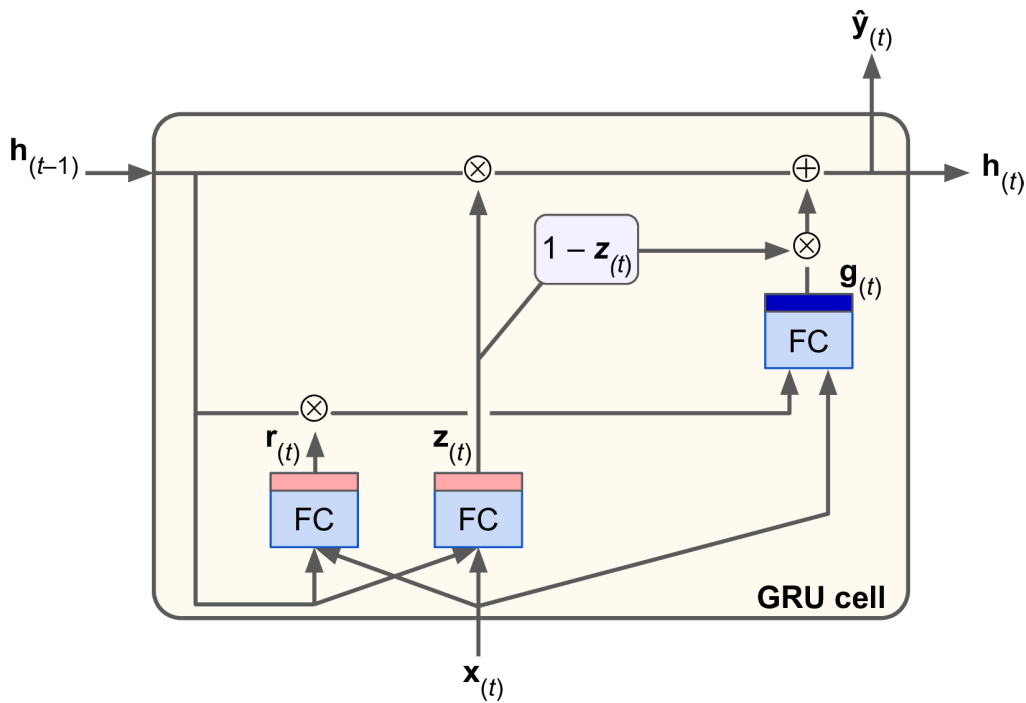 ŷ(t)
h(t–1)
h(t)
1 – z(t)
g(t)
FC
r(t)
z(t)
FC
FC
GRU cell
x(t)